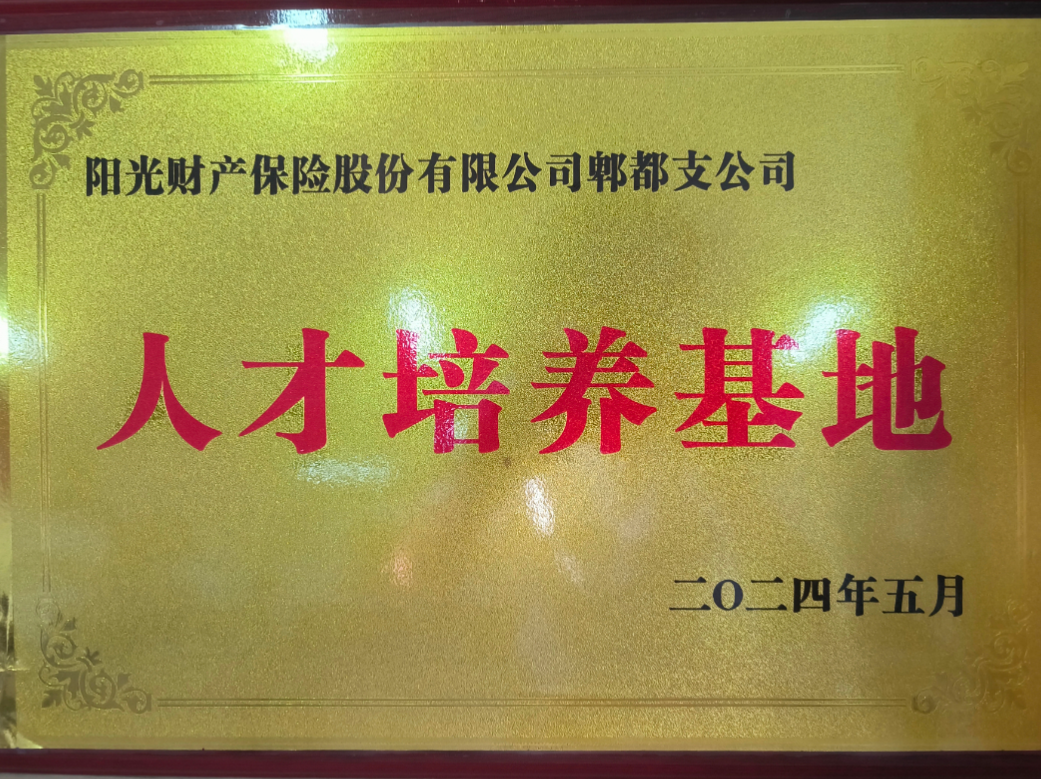 阳光财产保险股份有限公司郫都支公司
人才培养基地
二〇二四年五月